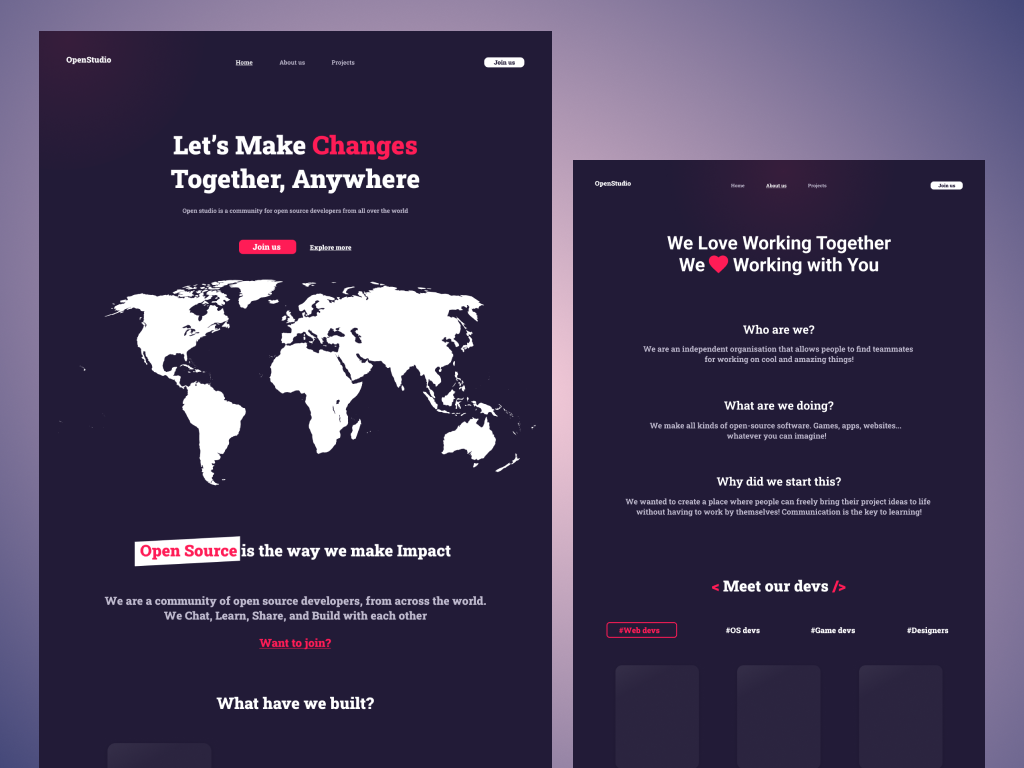 OpenStudio
Home About us Projects
Join us
Let's Make Changes
Together, Anywhere
Open studio is a community for open source developers from all over the world
Join us Explore more
Open Source is the way we make Impact
We are a community of open source developers, from across the world.
We Chat, Learn, Share, and Build with each other
Want to join?
What have we built?
OpenStudio
Home About us Projects
Join us
We Love Working Together
We ❤ Working with You
Who are we?
We are an independent organisation that allows people to find teammates
for working on cool and amazing things!
What are we doing?
We make all kinds of open-source software. Games, apps, websites...
whatever you can imagine!
Why did we start this?
We wanted to create a place where people can freely bring their project ideas to life
without having to work by themselves! Communication is the key to learning!
< Meet our devs />
#Web devs #OS devs #Game devs #Designers